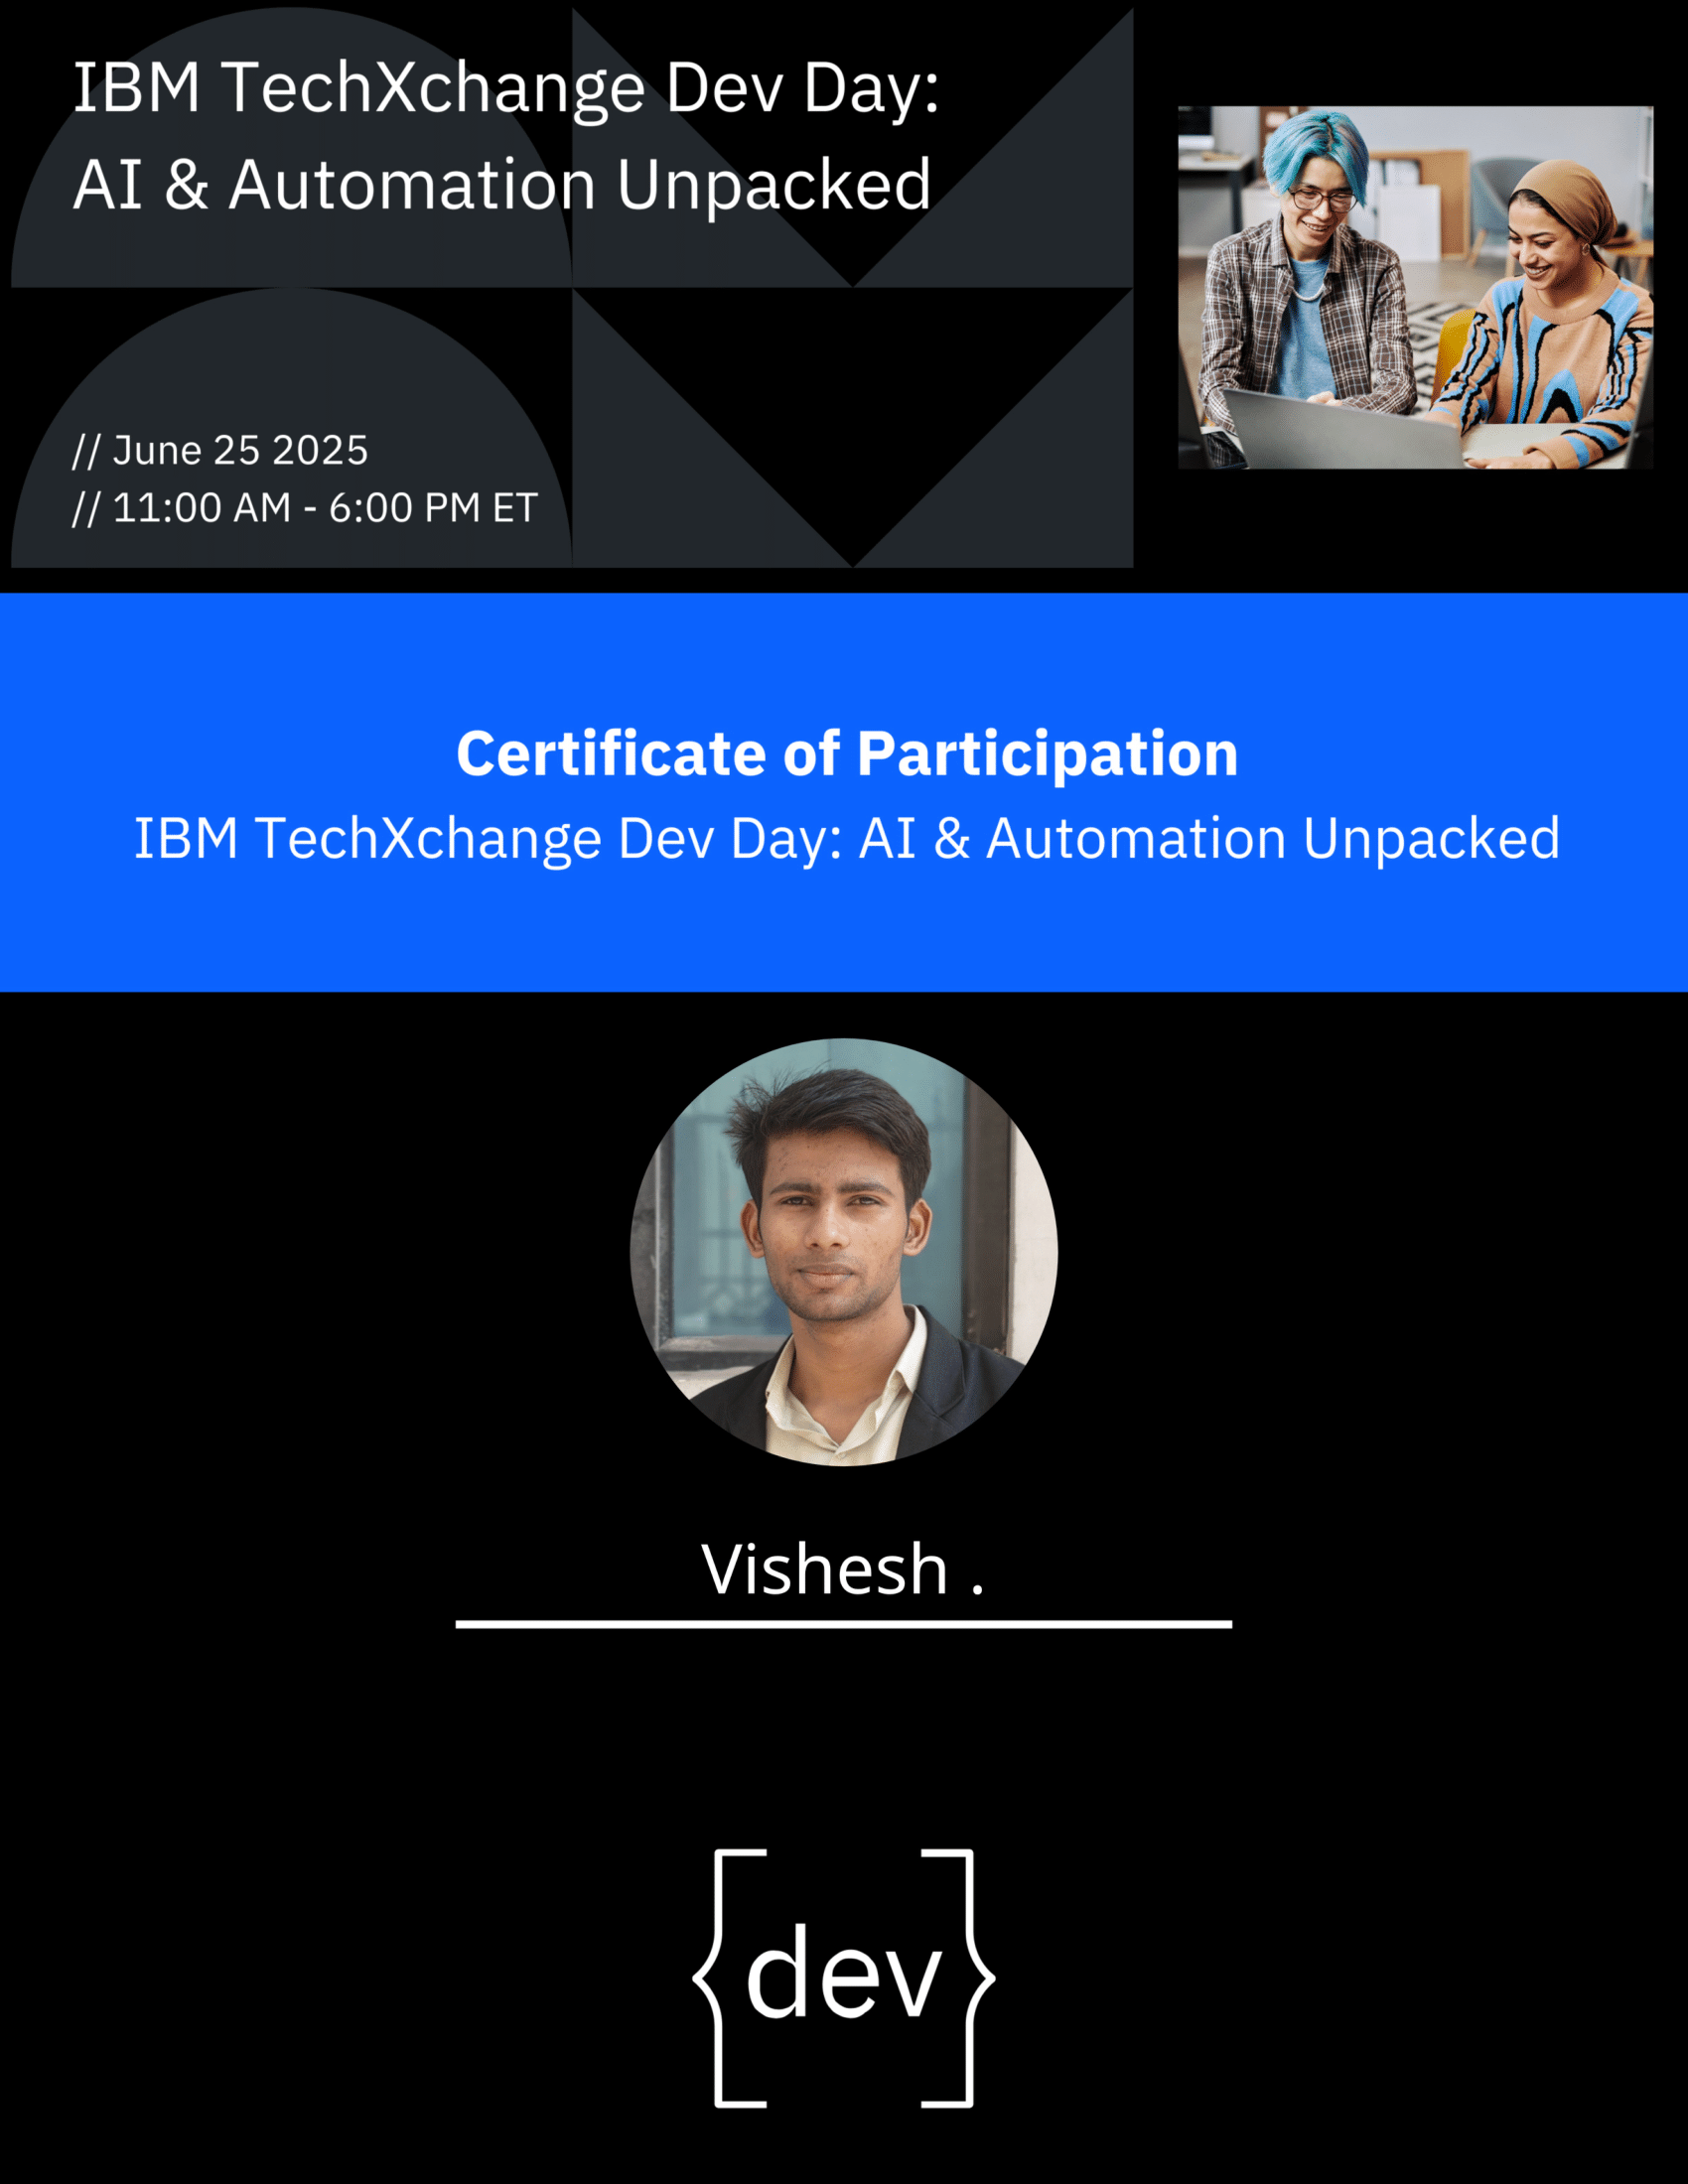 IBM TechXchange Dev Day:
AI & Automation Unpacked
// June 25 2025
// 11:00 AM - 6:00 PM ET
Certificate of Participation
IBM TechXchange Dev Day: AI & Automation Unpacked
Vishesh .
{dev}